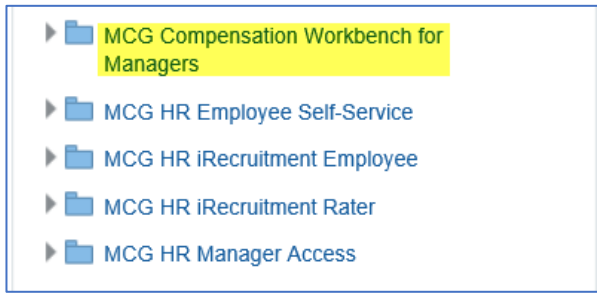 MCG Compensation Workbench for
Managers
MCG HR Employee Self-Service
MCG HR iRecruitment Employee
MCG HR iRecruitment Rater
MCG HR Manager Access